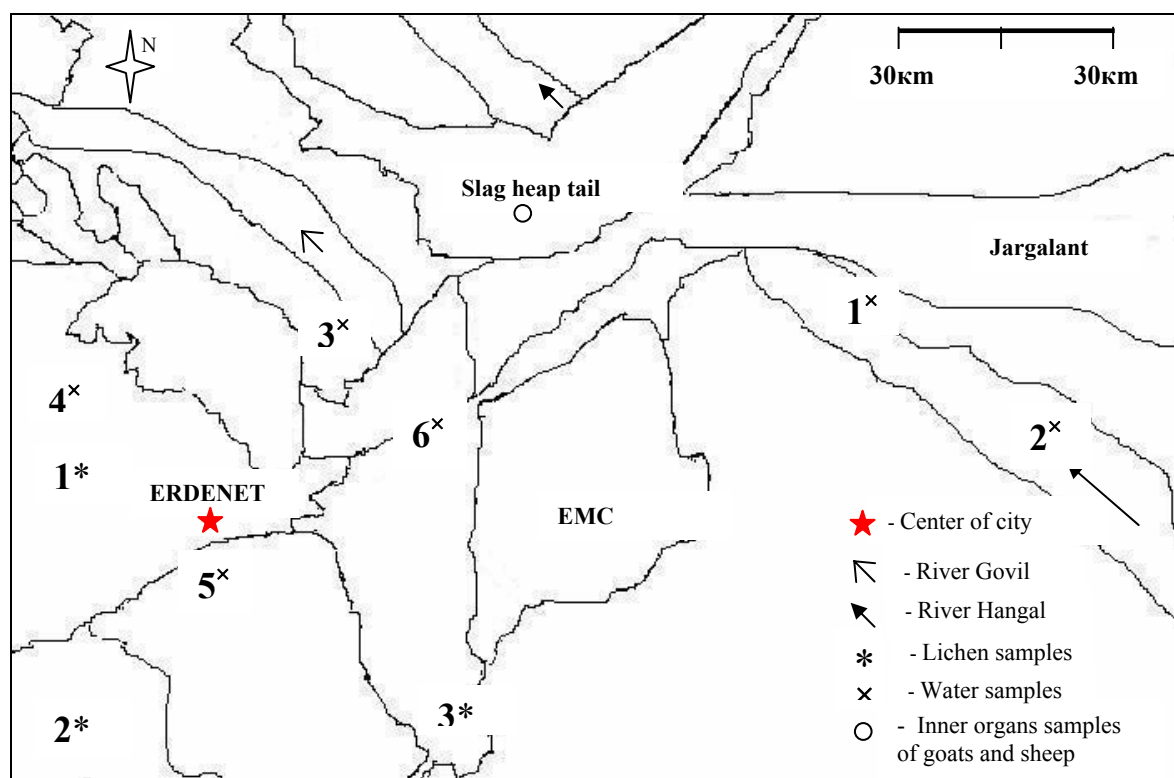 N
30км 30км
Slag heap tail
Jargalant
1×
3×
4×
6×
2×
1*
ERDENET
EMC
5×
2*
3*
- Center of city
- River Govil
- River Hangal
* - Lichen samples
× - Water samples
- Inner organs samples
of goats and sheep